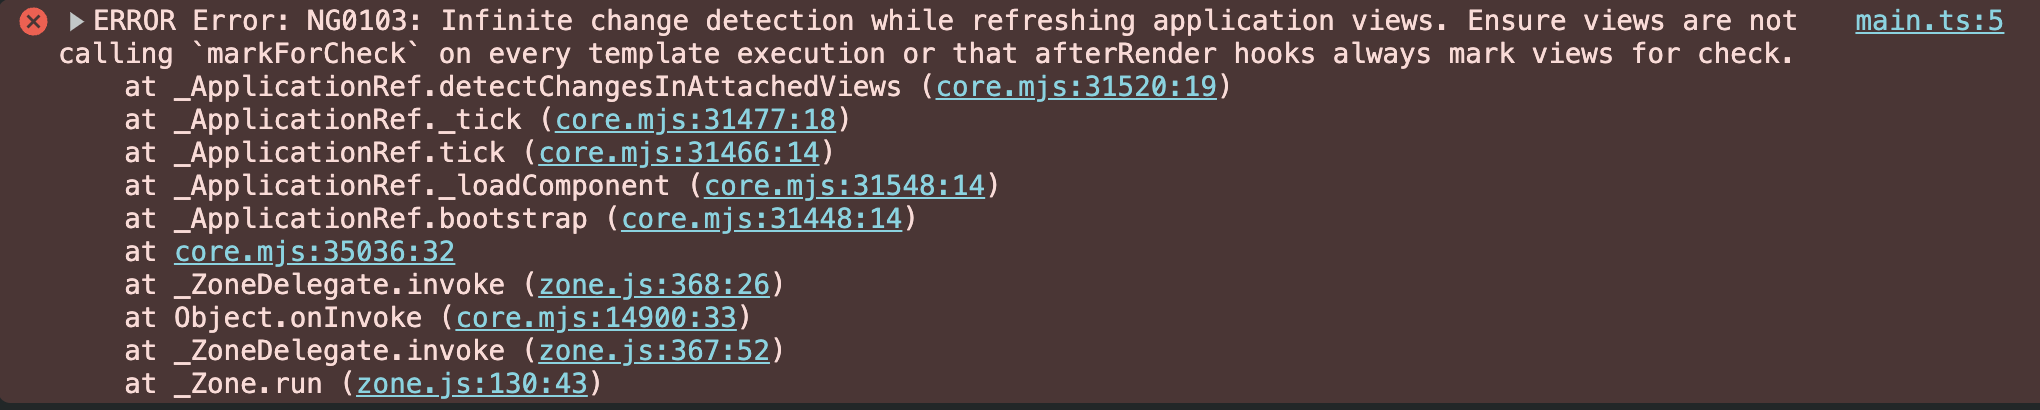 ERROR Error: NG0103: Infinite change detection while refreshing application views. Ensure views are not main.ts:5
calling `markForCheck` on every template execution or that afterRender hooks always mark views for check.
at _ApplicationRef.detectChangesInAttachedViews (core.mjs:31520:19)
at _ApplicationRef._tick (core.mjs:31477:18)
at _ApplicationRef.tick (core.mjs:31466:14)
at _ApplicationRef._loadComponent (core.mjs:31548:14)
at _ApplicationRef.bootstrap (core.mjs:31448:14)
at core.mjs:35036:32
at _ZoneDelegate.invoke (zone.js:368:26)
at Object.onInvoke (core.mjs:14900:33)
at _ZoneDelegate.invoke (zone.js:367:52)
at _Zone.run (zone.js:130:43)